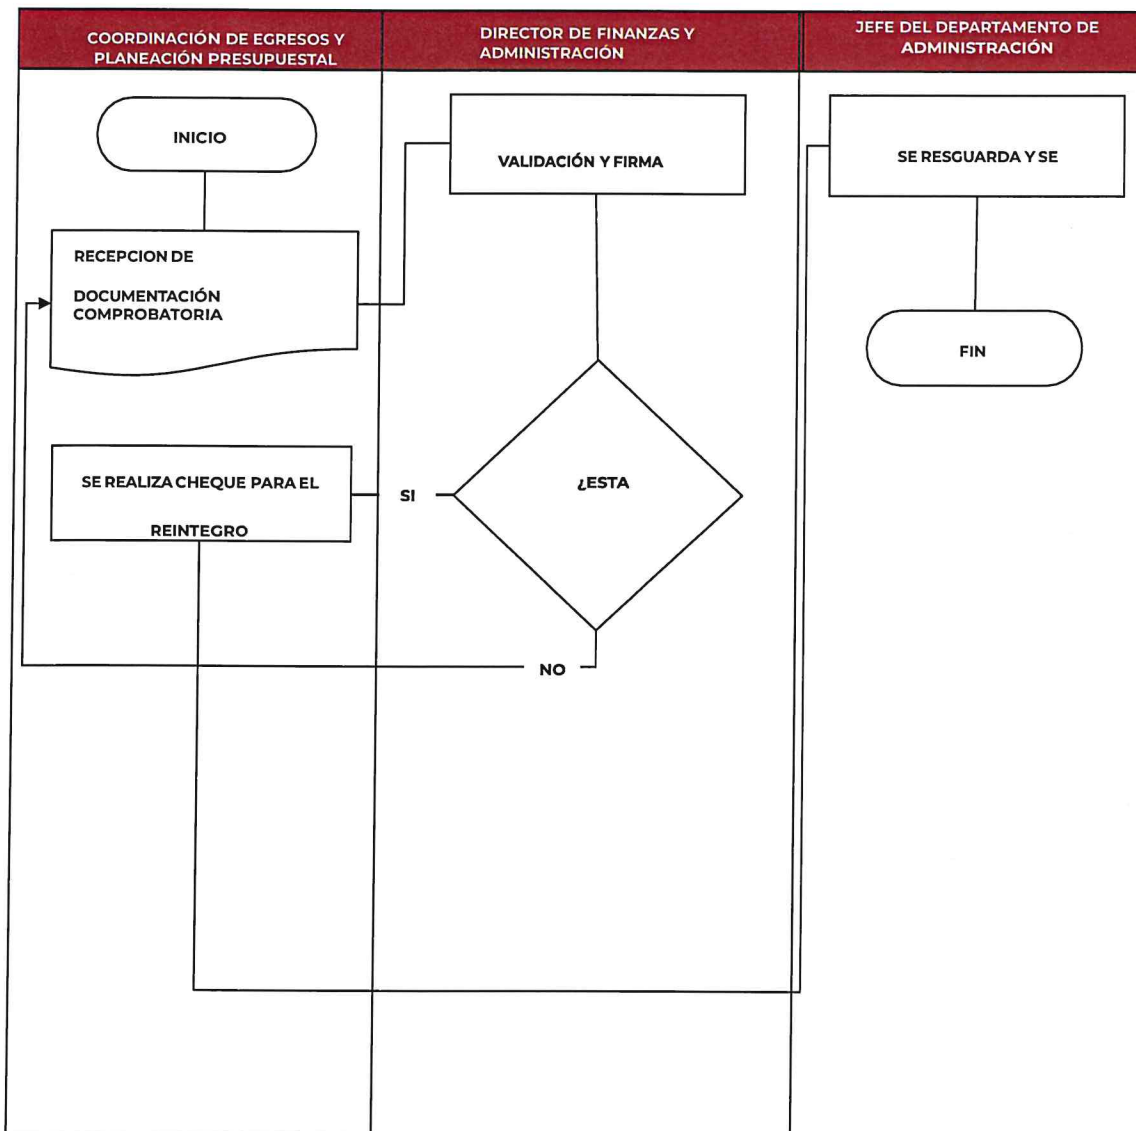 COORDINACIÓN DE EGRESOS Y
PLANEACIÓN PRESUPUESTAL
DIRECTOR DE FINANZAS Y
ADMINISTRACIÓN
JEFE DEL DEPARTAMENTO DE
ADMINISTRACIÓN
INICIO
RECEPCION DE
DOCUMENTACIÓN
COMPROBATORIA
SE REALIZA CHEQUE PARA EL
REINTEGRO
VALIDACIÓN Y FIRMA
¿ESTA
SI
NO
SE RESGUARDA Y SE
FIN